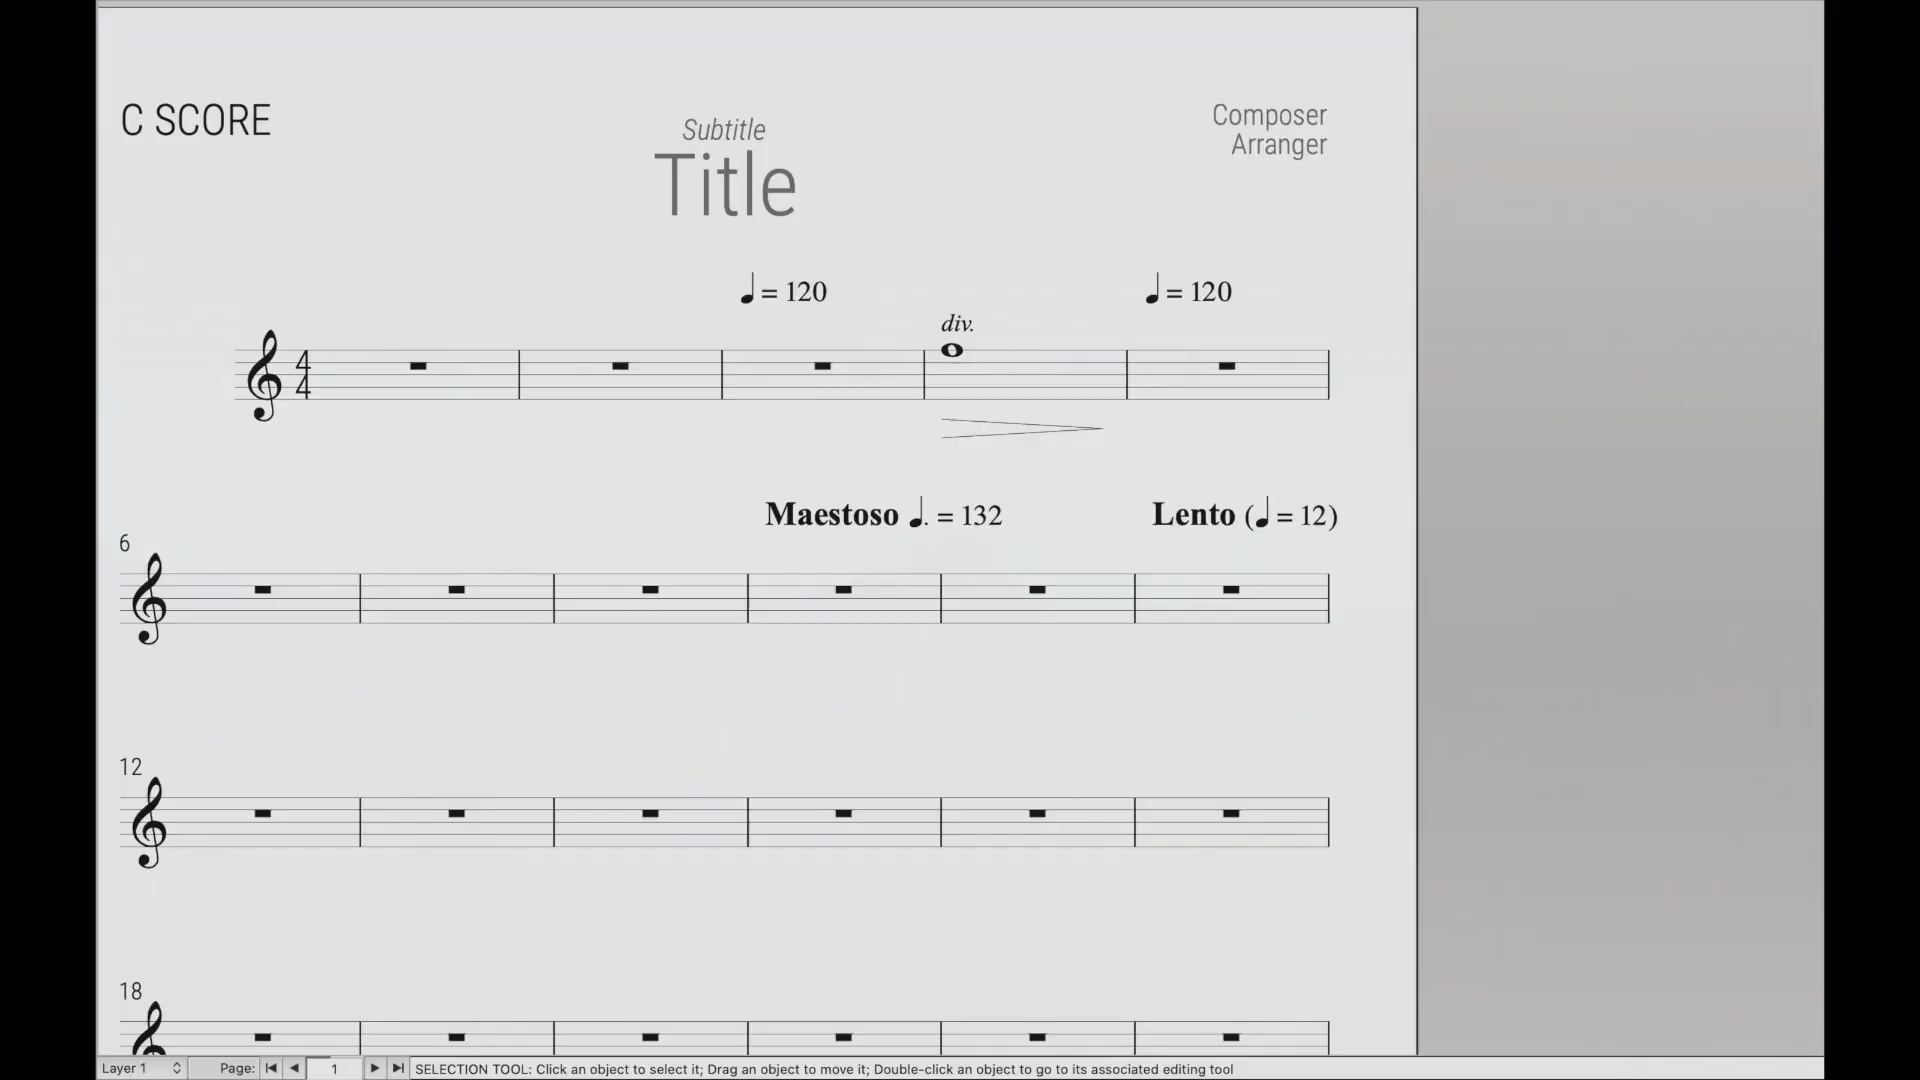 C SCORE
Subtitle
Title
Composer
Arranger
♩ = 120
♩ = 120
div.
4
4
Maestoso ♩. = 132
Lento (♩ = 12)
6
12
18
Layer 1
Page:
1
SELECTION TOOL: Click an object to select it; Drag an object to move it; Double-click an object to go to its associated editing tool